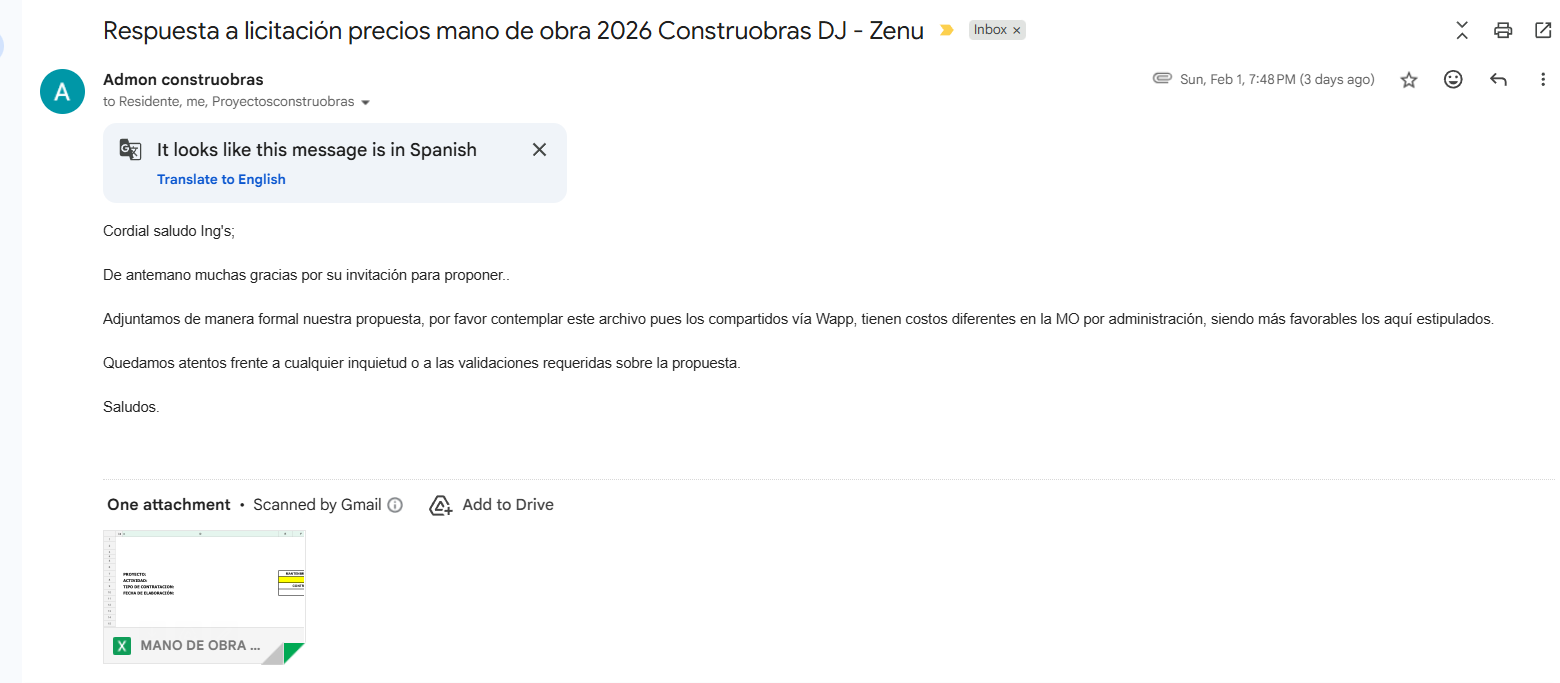 Respuesta a licitación precios mano de obra 2026 Construobras DJ - Zenu Inbox ×
A
Admon construobras
Sun, Feb 1, 7:48 PM (3 days ago)
to Residente, me, Proyectosconstruobras
It looks like this message is in Spanish
Translate to English
Cordial saludo Ing's;
De antemano muchas gracias por su invitación para proponer..
Adjuntamos de manera formal nuestra propuesta, por favor contemplar este archivo pues los compartidos vía Wapp, tienen costos diferentes en la MO por administración, siendo más favorables los aquí estipulados.
Quedamos atentos frente a cualquier inquietud o a las validaciones requeridas sobre la propuesta.
Saludos.
One attachment • Scanned by Gmail
Add to Drive
PROYECTO:
ACTIVIDAD:
TIPO DE CONTRATACION:
FECHA DE ELABORACIÓN:
X MANO DE OBRA ...